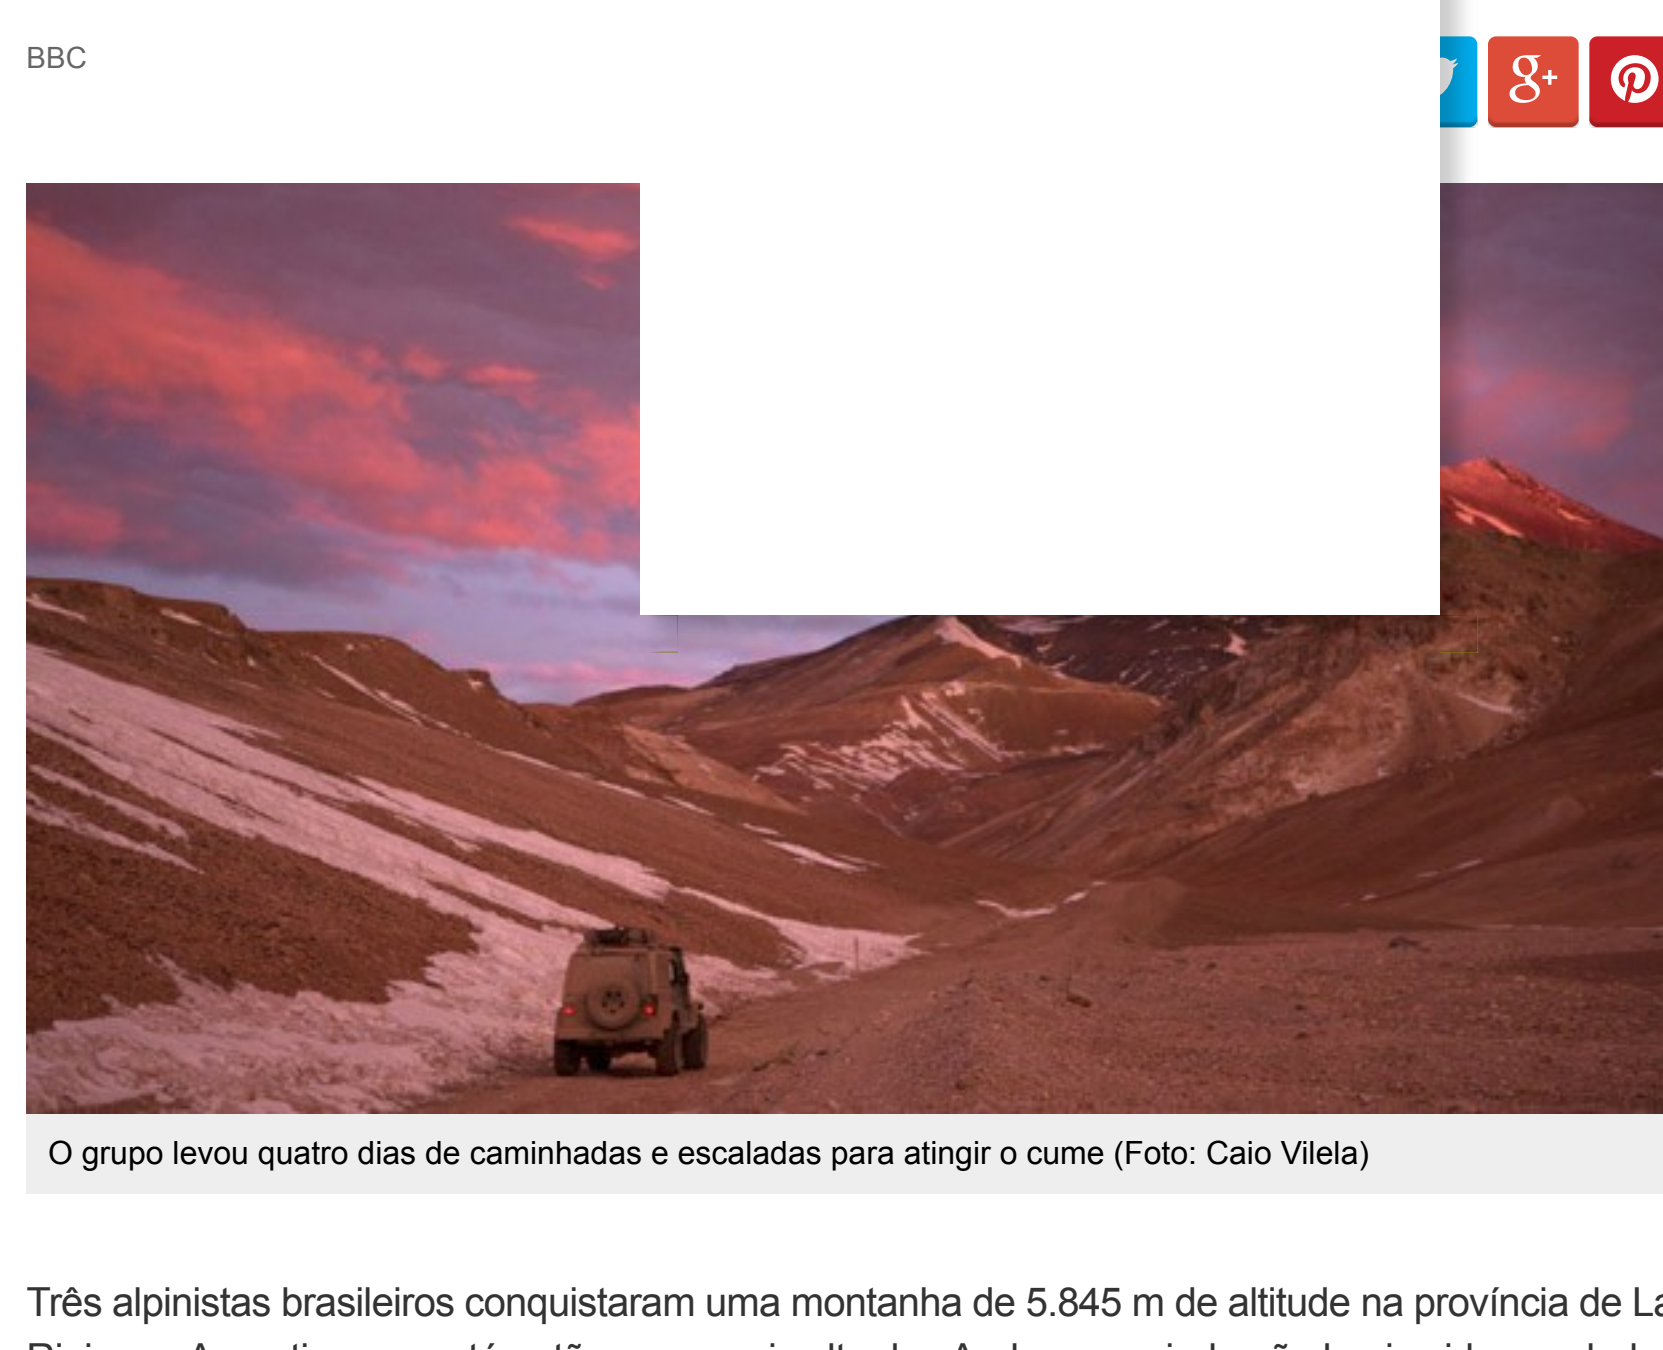 BBC
g+
O grupo levou quatro dias de caminhadas e escaladas para atingir o cume (Foto: Caio Vilela)
Três alpinistas brasileiros conquistaram uma montanha de 5.845 m de altitude na província de La